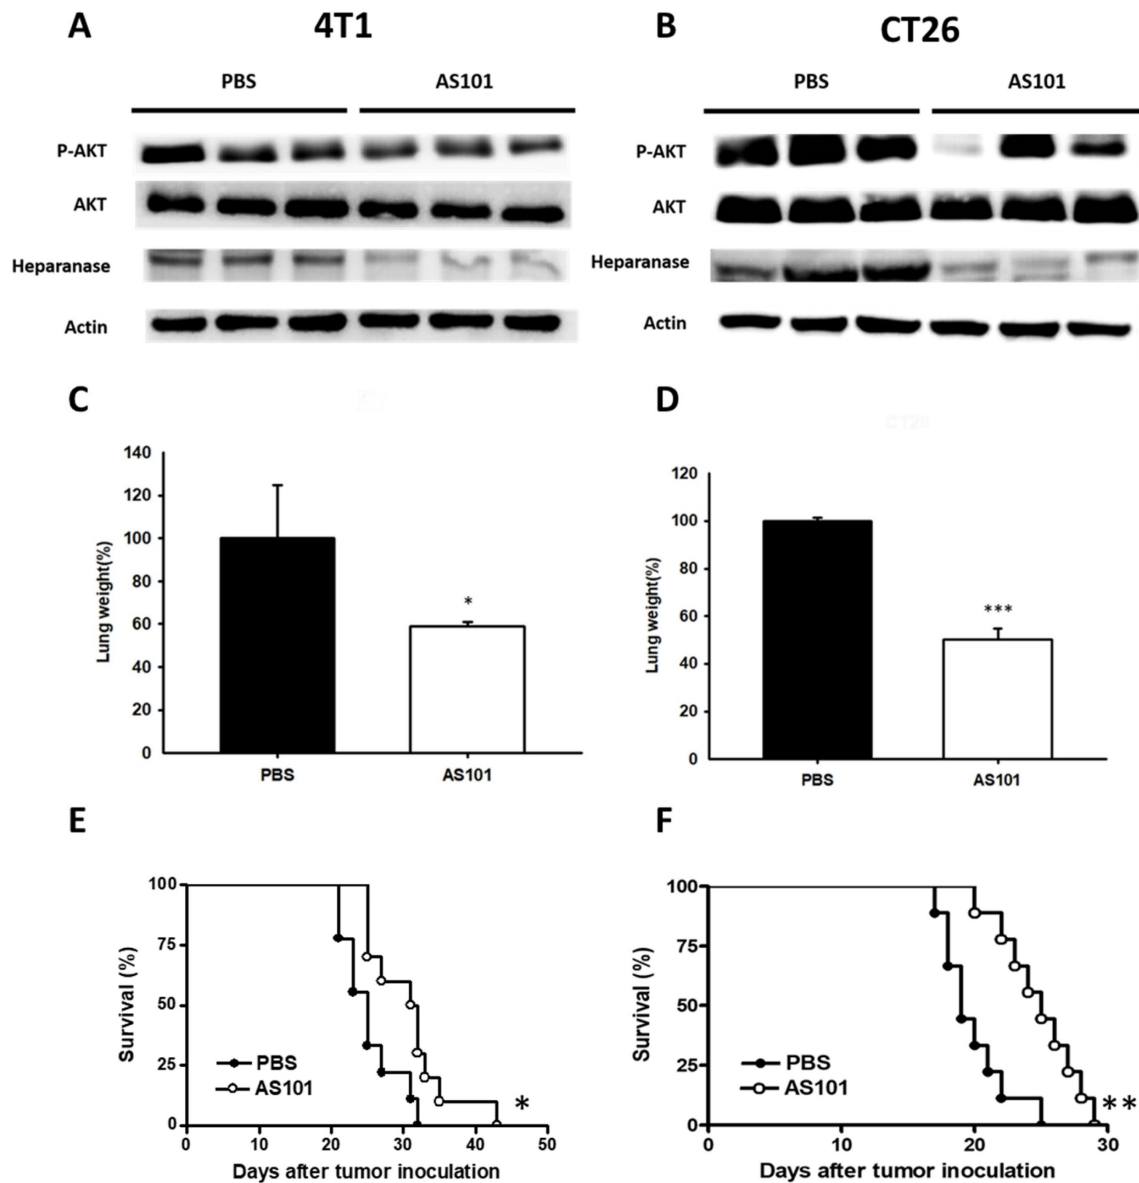 A 4T1 B CT26
PBS AS101 PBS AS101
P-AKT P-AKT
AKT AKT
Heparanase Heparanase
Actin Actin
C D
CT26
140
120
100
80
60
40
20
0
Lung weight(%)
*
PBS AS101
120
100
80
60
40
20
0
Lung weight(%)
***
PBS AS101
E F
100
75
50
25
0
Survival (%)
PBS
AS101
*
0 10 20 30 40 50
Days after tumor inoculation
100
75
50
25
0
Survival (%)
PBS
AS101
**
0 10 20 30
Days after tumor inoculation